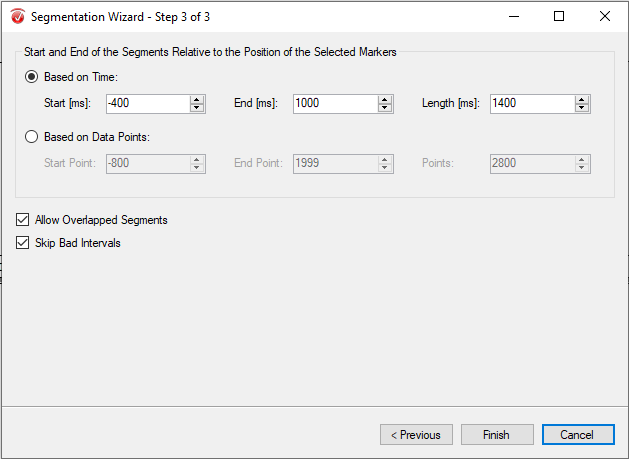 Segmentation Wizard - Step 3 of 3
Start and End of the Segments Relative to the Position of the Selected Markers
Based on Time:
Start [ms]: -400 End [ms]: 1000 Length [ms]: 1400
Based on Data Points:
Start Point: -800 End Point: 1999 Points: 2800
Allow Overlapped Segments
Skip Bad Intervals
< Previous Finish Cancel